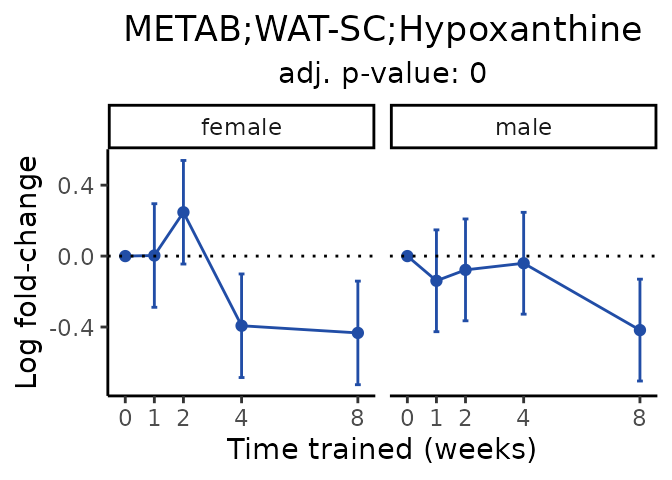 METAB;WAT-SC;Hypoxanthine
adj. p-value: 0
female
male
Log fold-change
0.4
0.0
-0.4
0 1 2 4 8
0 1 2 4 8
Time trained (weeks)